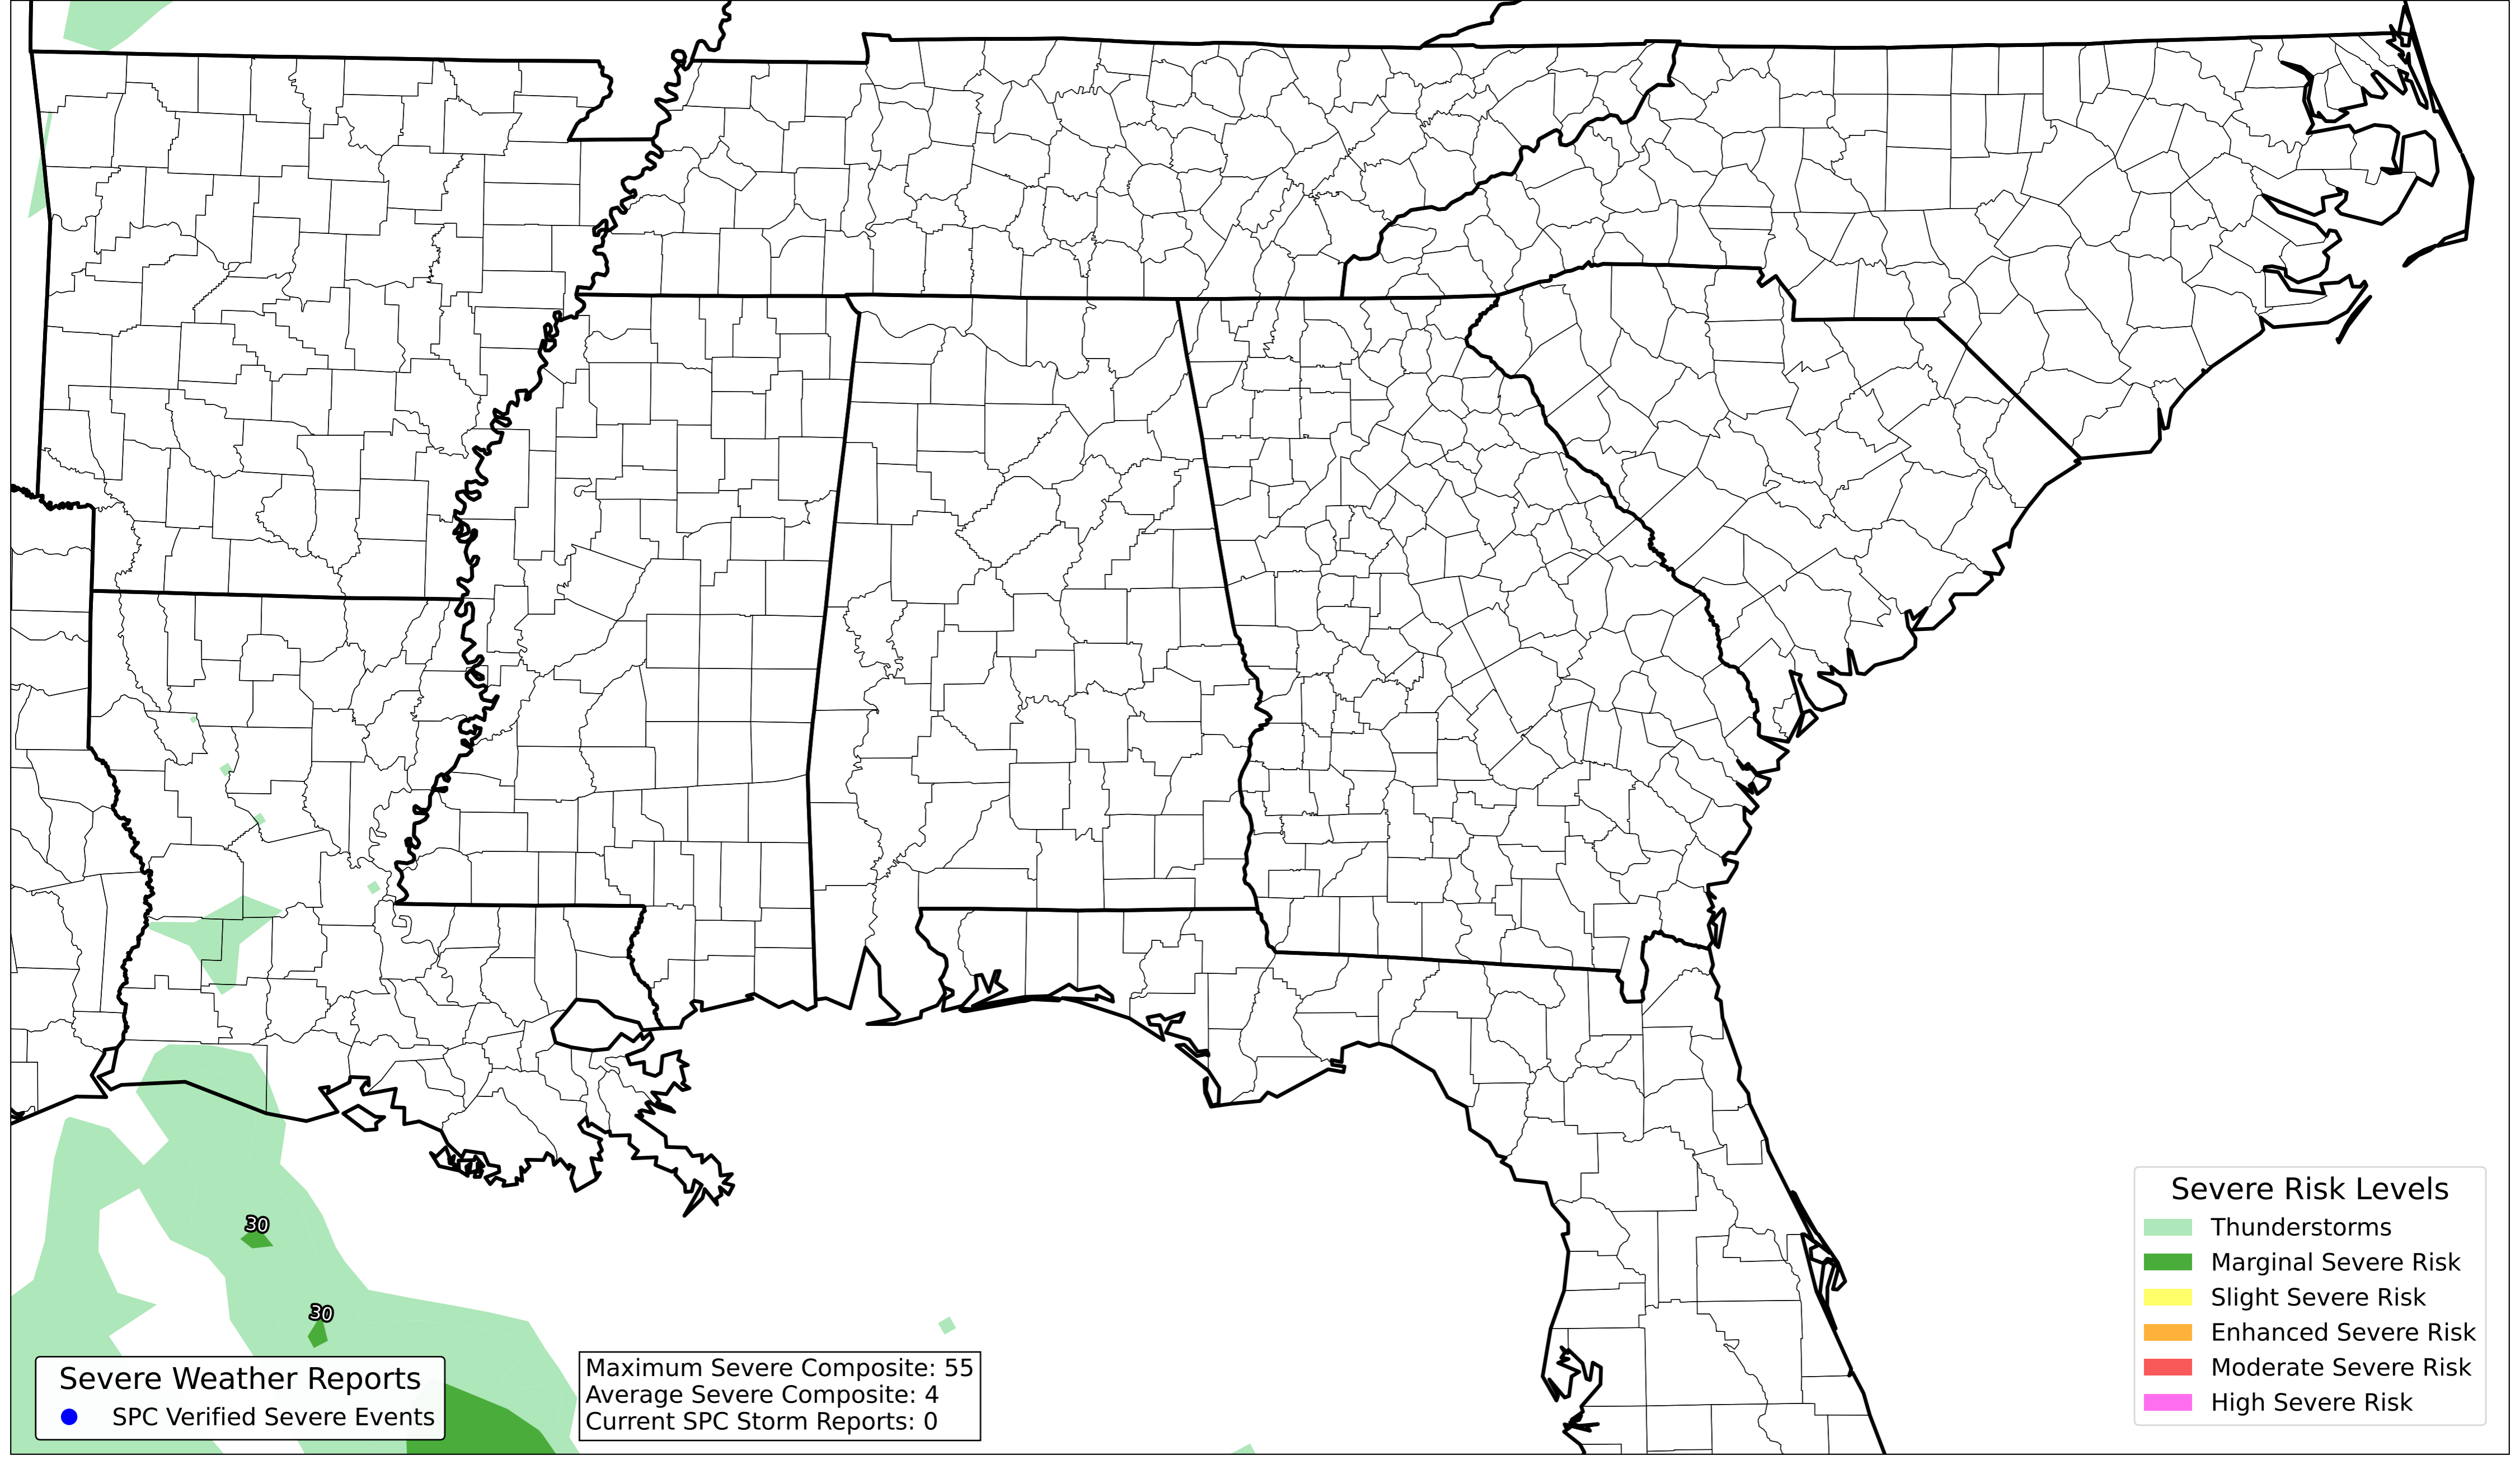 30
30
Severe Weather Reports
SPC Verified Severe Events
Maximum Severe Composite: 55
Average Severe Composite: 4
Current SPC Storm Reports: 0
Severe Risk Levels
Thunderstorms
Marginal Severe Risk
Slight Severe Risk
Enhanced Severe Risk
Moderate Severe Risk
High Severe Risk